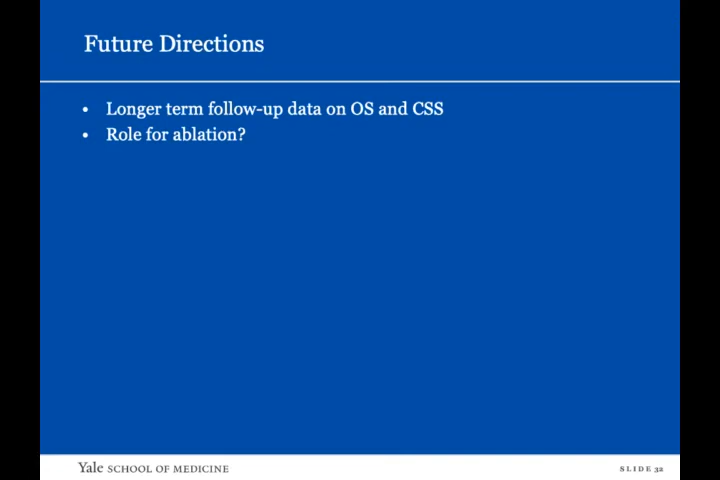 Future Directions
• Longer term follow-up data on OS and CSS
• Role for ablation?
Yale SCHOOL OF MEDICINE
SLIDE 32